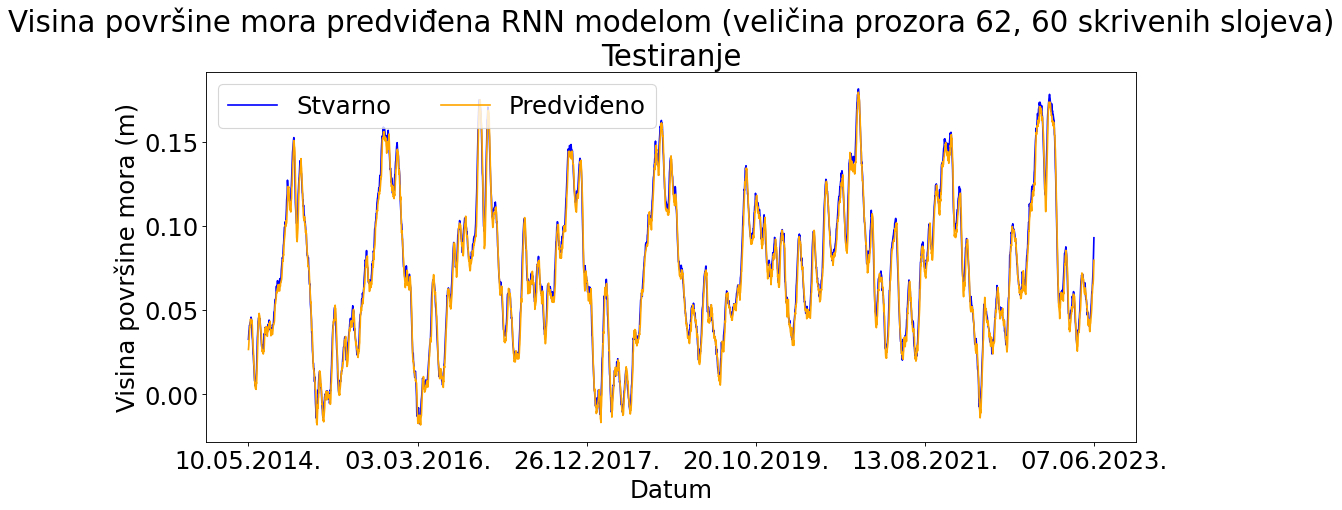 Visina površine mora predviđena RNN modelom (veličina prozora 62, 60 skrivenih slojeva)
Testiranje
Stvarno Predviđeno
Visina površine mora (m)
0.15
0.10
0.05
0.00
10.05.2014. 03.03.2016. 26.12.2017. 20.10.2019. 13.08.2021. 07.06.2023.
Datum